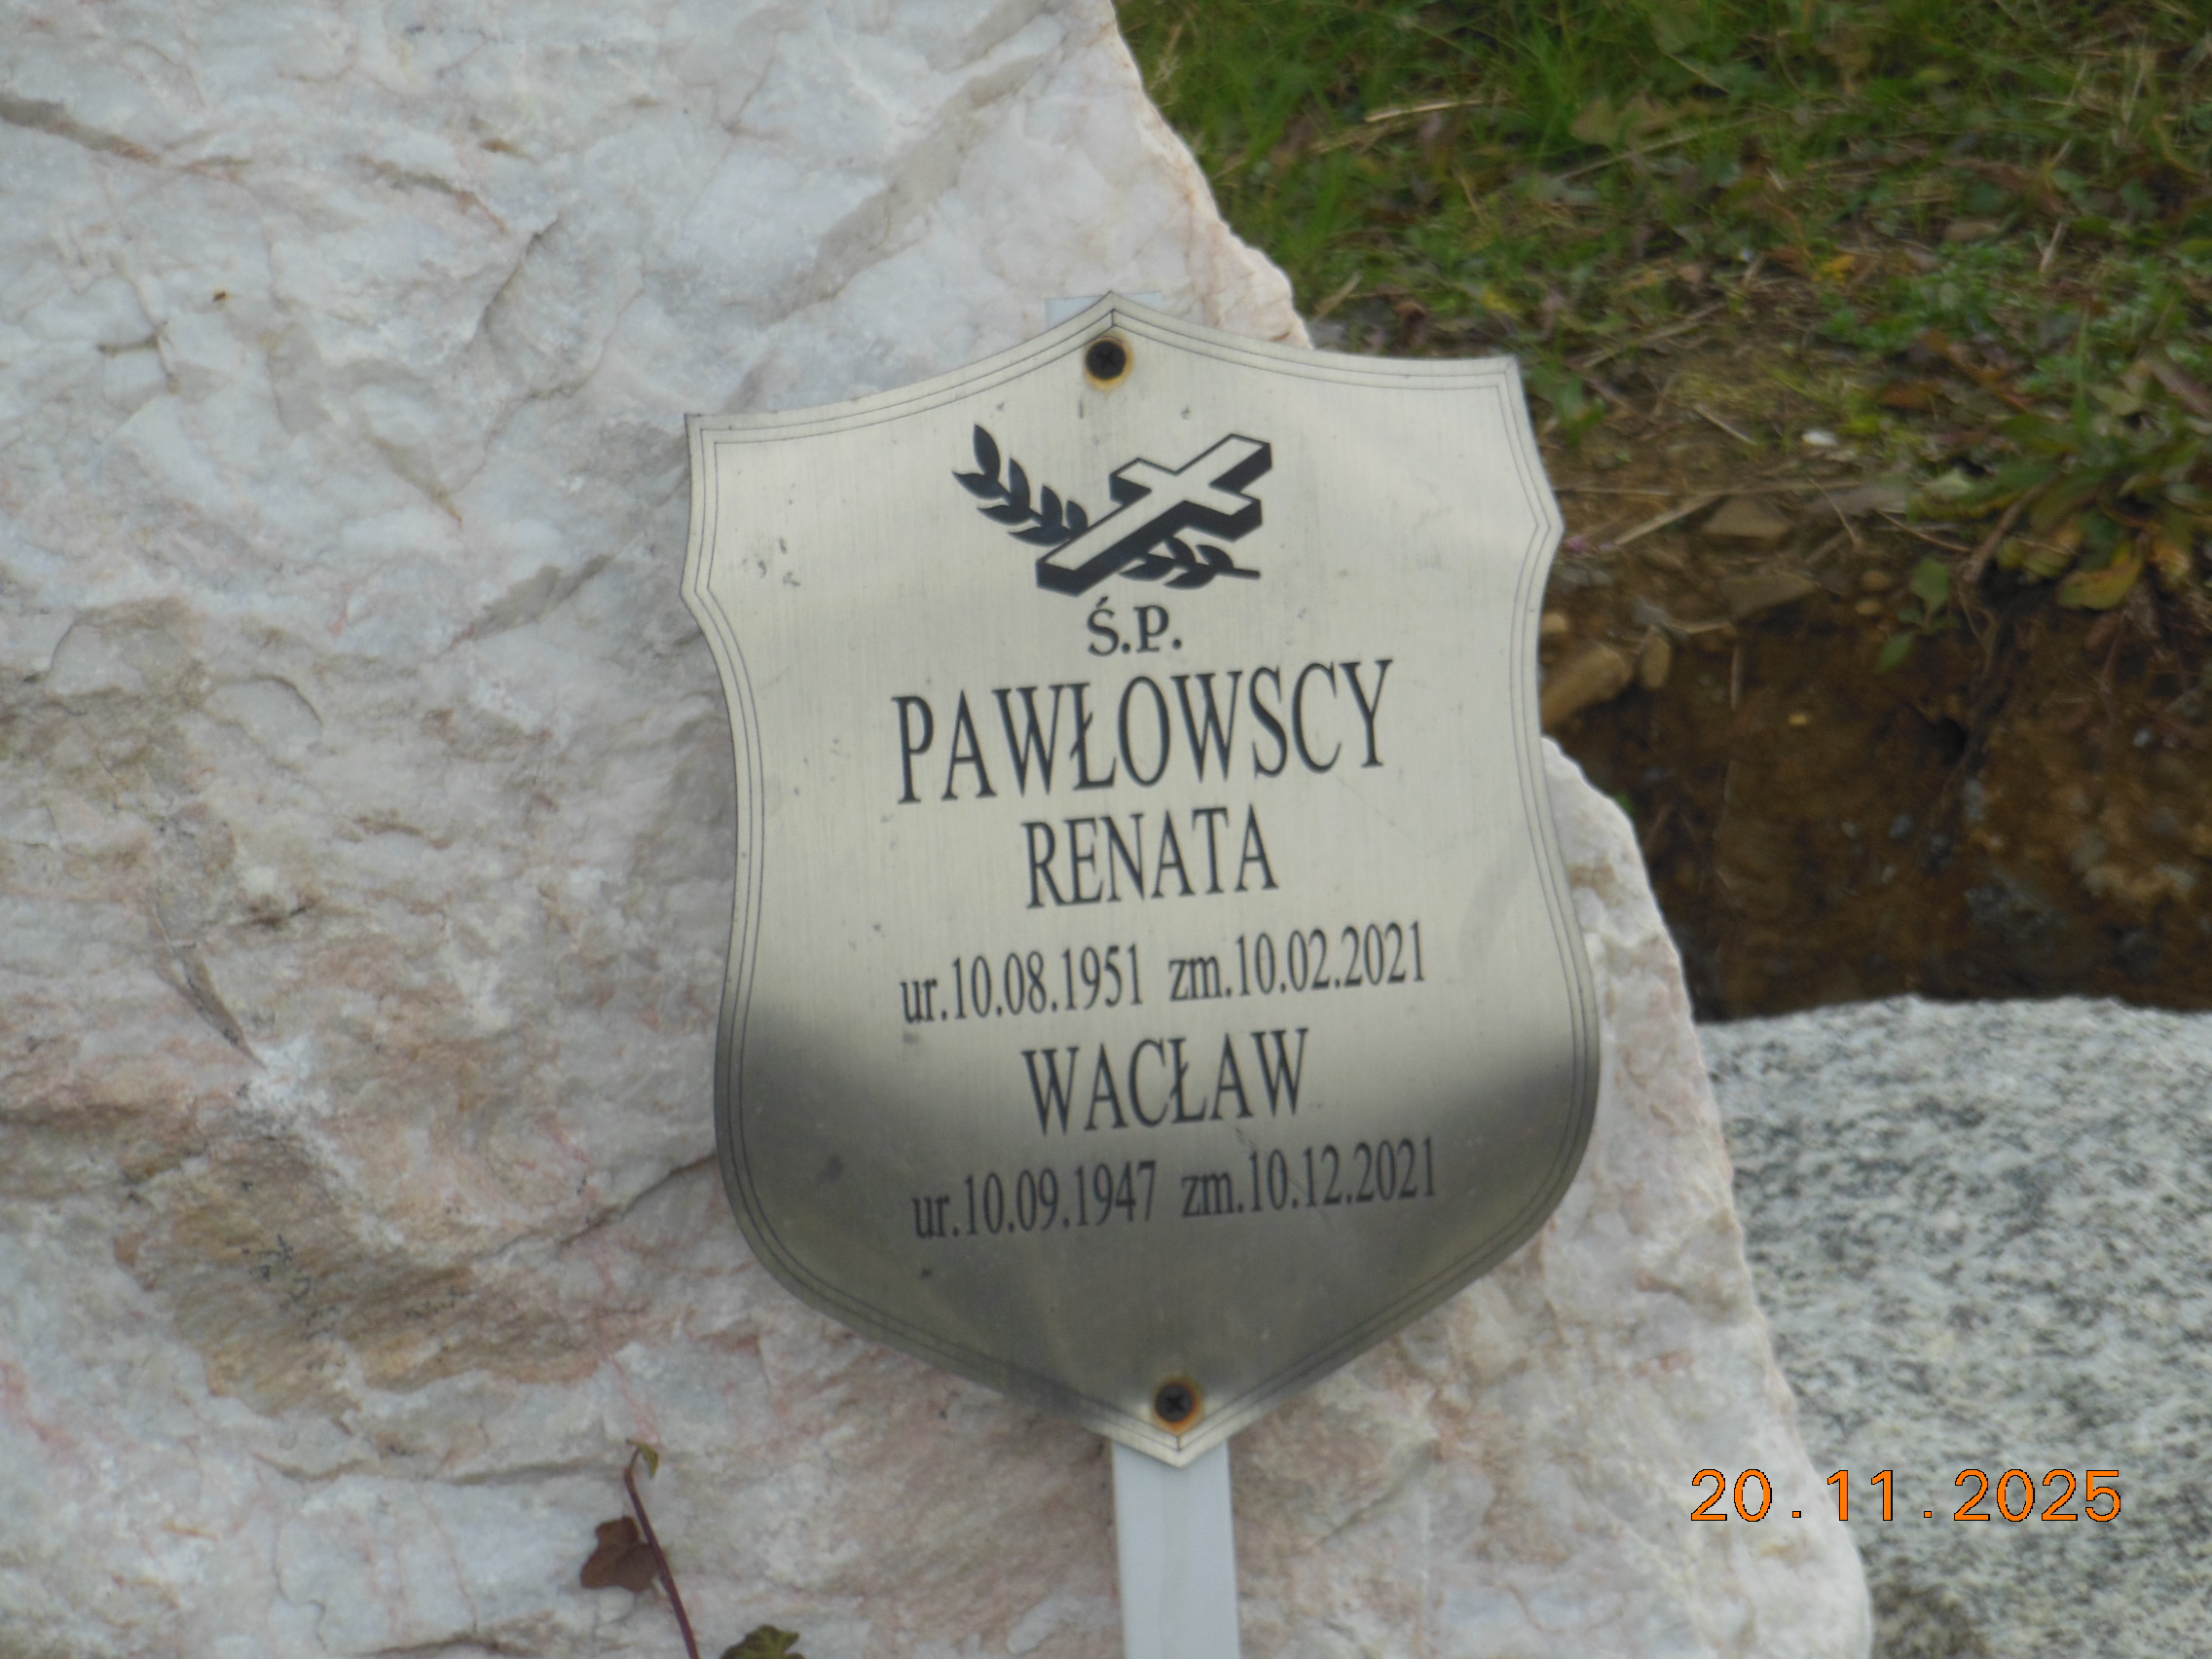 Ś.P.
PAWŁOWSCY
RENATA
ur.10.08.1951 zm.10.02.2021
WACŁAW
ur.10.09.1947 zm.10.12.2021
20.11.2025